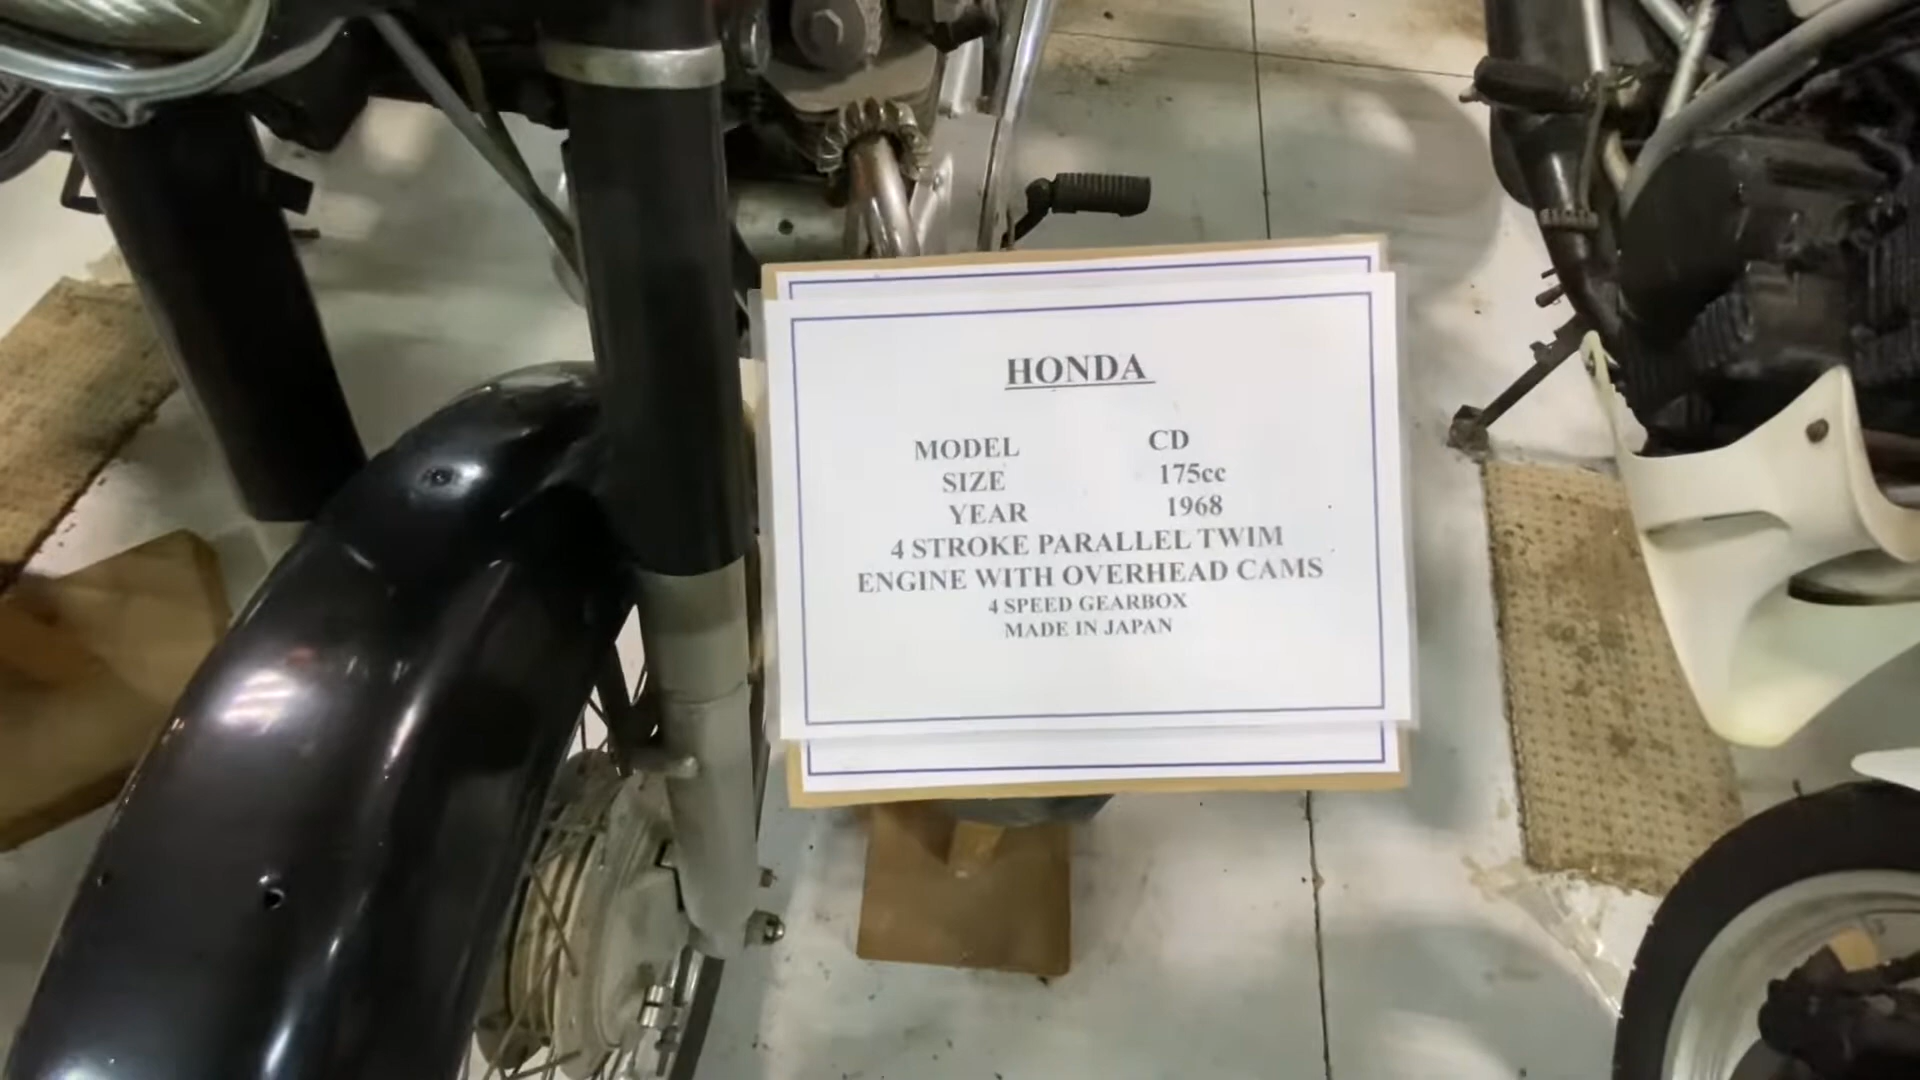 HONDA
MODEL CD
SIZE 175cc
YEAR 1968
4 STROKE PARALLEL TWIM
ENGINE WITH OVERHEAD CAMS
4 SPEED GEARBOX
MADE IN JAPAN